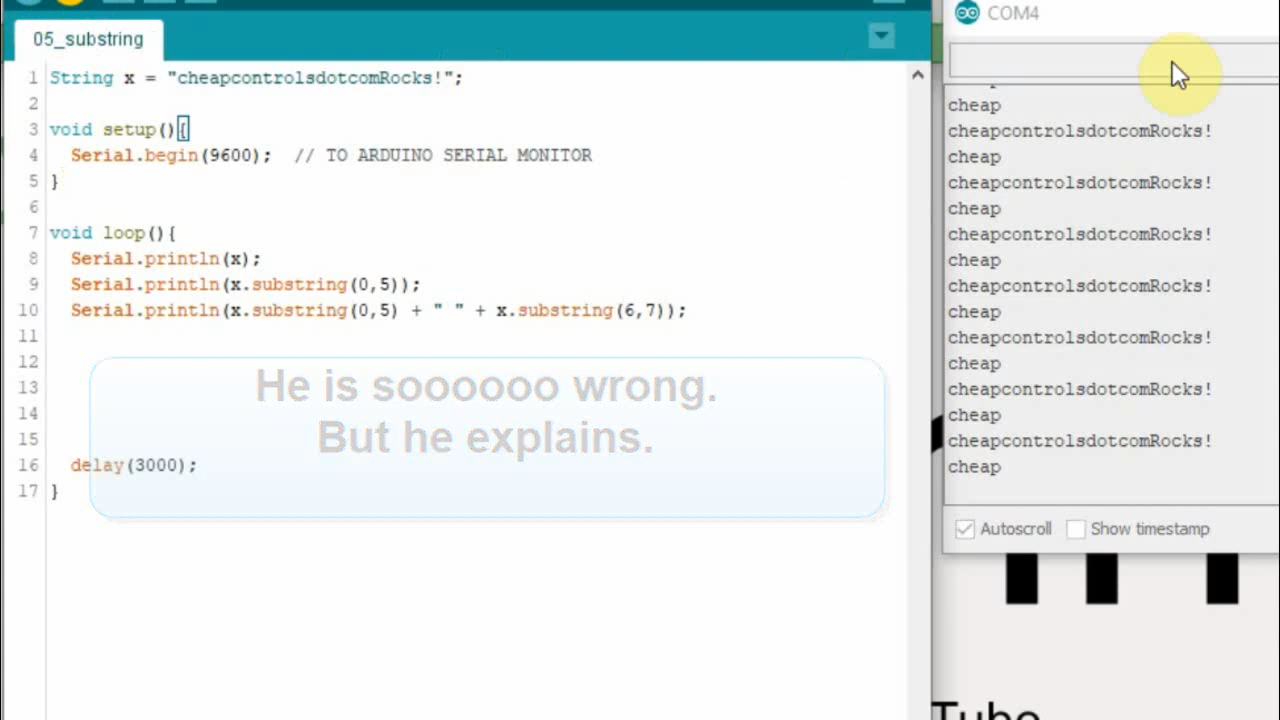 05_substring
1 String x = "cheapcontrolsdotcomRocks!";
2
3 void setup(){
4 Serial.begin(9600); // TO ARDUINO SERIAL MONITOR
5 }
6
7 void loop(){
8 Serial.println(x);
9 Serial.println(x.substring(0,5));
10 Serial.println(x.substring(0,5) + " " + x.substring(6,7));
11
12
13
14
15
16 delay(3000);
17 }
He is soooooo wrong.
But he explains.
COM4
cheap
cheapcontrolsdotcomRocks!
cheap
cheapcontrolsdotcomRocks!
cheap
cheapcontrolsdotcomRocks!
cheap
cheapcontrolsdotcomRocks!
cheap
cheapcontrolsdotcomRocks!
cheap
cheapcontrolsdotcomRocks!
cheap
cheapcontrolsdotcomRocks!
cheap
Autoscroll
Show timestamp
Tube